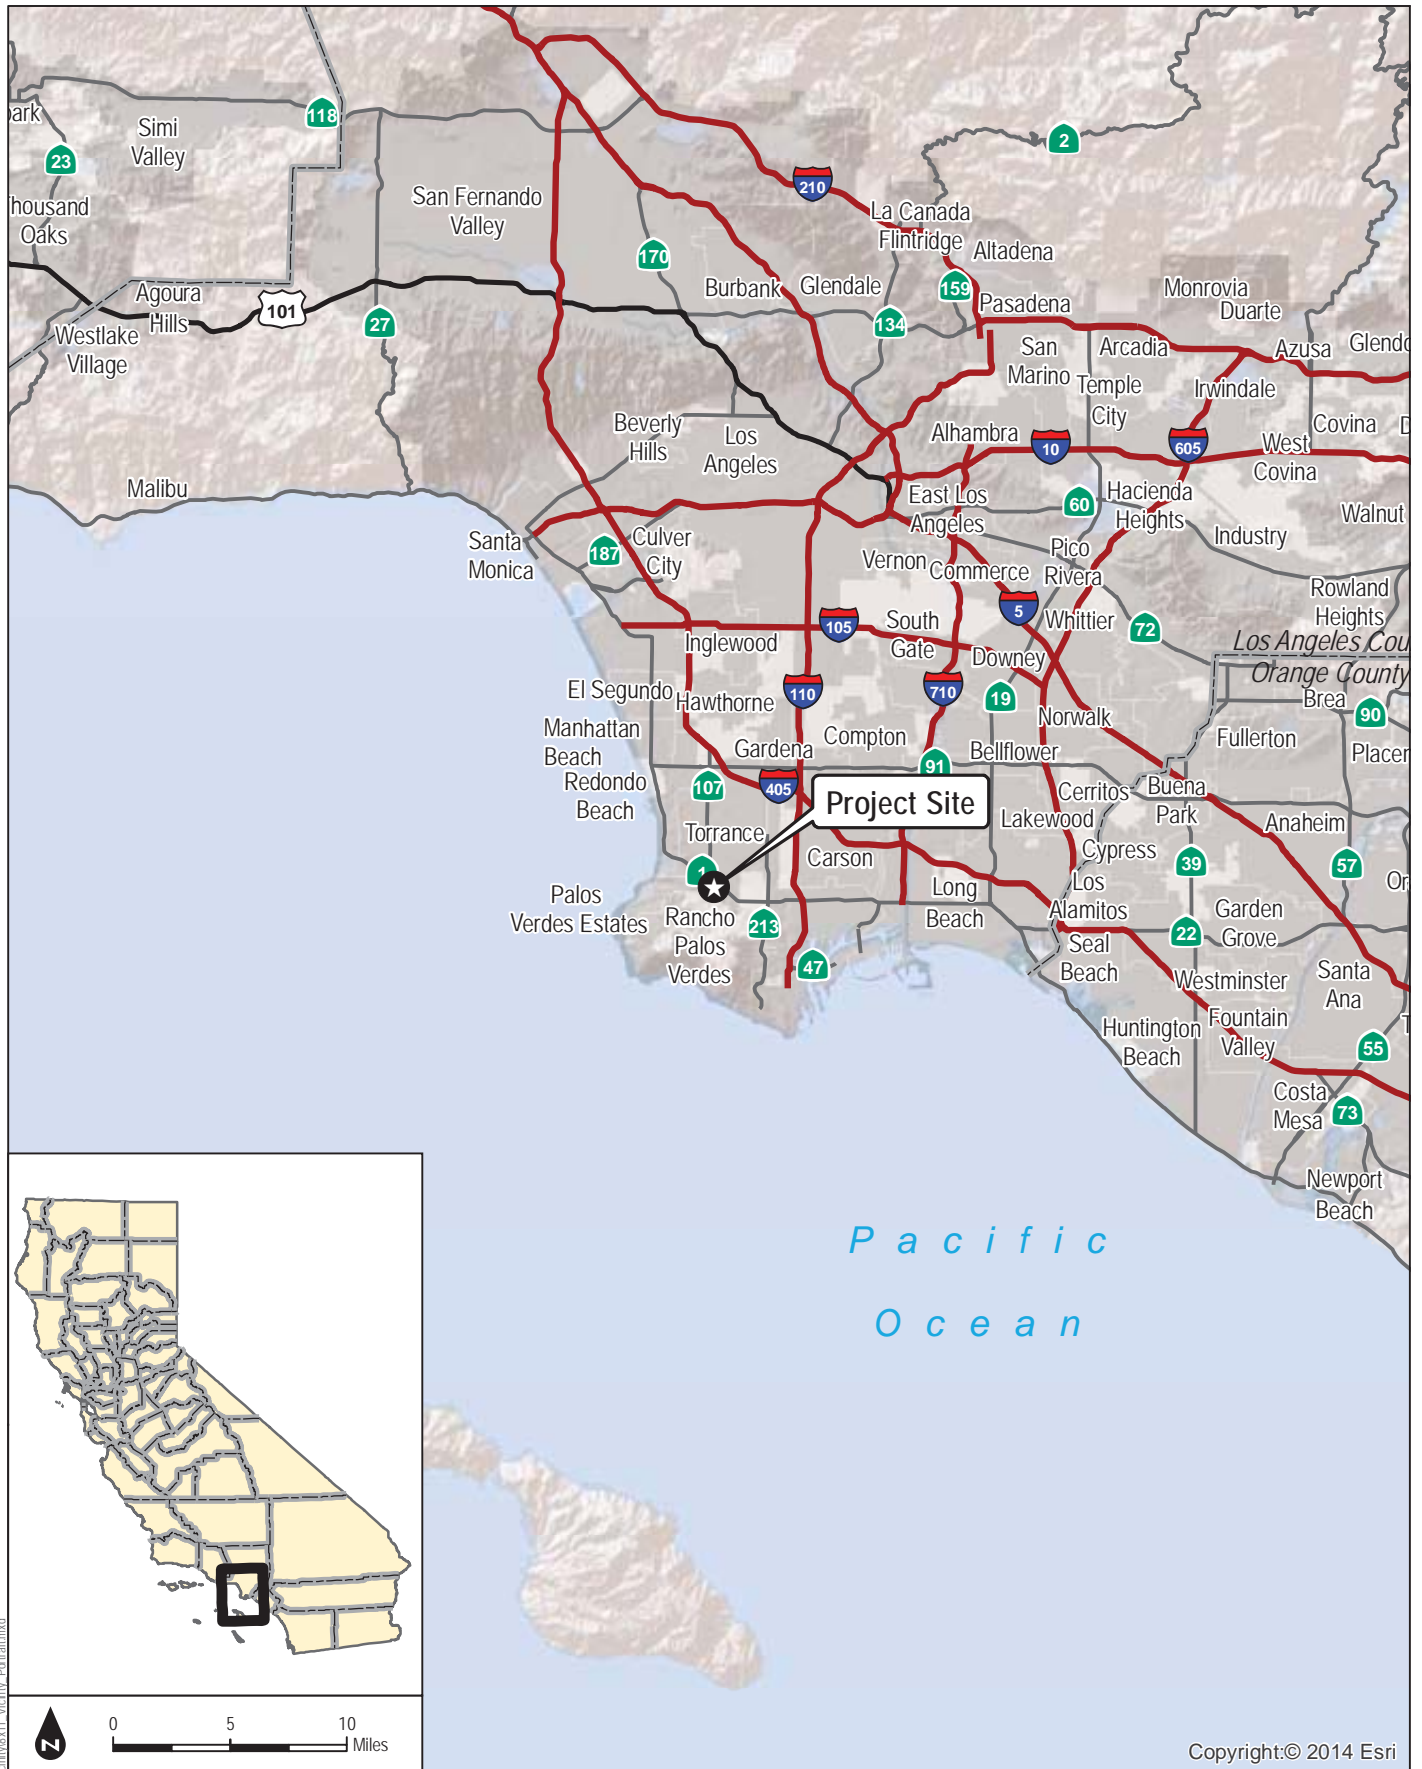 118
2
park
Simi
Valley
23
210
Thousand
Oaks
San Fernando
Valley
La Canada
Flintridge
Altadena
170
159
Burbank
Glendale
Monrovia
Duarte
Agoura
Hills
101
27
134
Pasadena
Westlake
Village
San
Marino
Arcadia
Azusa
Glendo
Temple
City
Irwindale
Beverly
Hills
Los
Angeles
Alhambra
10
605
Covina
D
West
Covina
Malibu
East Los
Angeles
60
Hacienda
Heights
Walnut
Santa
Monica
187
Culver
City
Industry
Vernon
Commerce
Pico
Rivera
5
Rowland
Heights
105
South
Gate
Whittier
72
Inglewood
Downey
Los Angeles Cou
Orange County
El Segundo
Hawthorne
110
710
19
Norwalk
Brea
90
Manhattan
Beach
Gardena
Compton
Bellflower
Fullerton
Placer
91
Redondo
Beach
107
405
Project Site
Cerritos
Buena
Park
Lakewood
Torrance
Anaheim
Carson
Cypress
39
57
1
Los
Alamitos
Or
Palos
Verdes Estates
Rancho
Palos
Verdes
213
Long
Beach
22
Garden
Grove
47
Seal
Beach
Westminster
Santa
Ana
Huntington
Beach
Fountain
Valley
T
55
Costa
Mesa
73
Newport
Beach
Pacific
Ocean
N
0
5
10
Miles
Copyright:© 2014 Esri